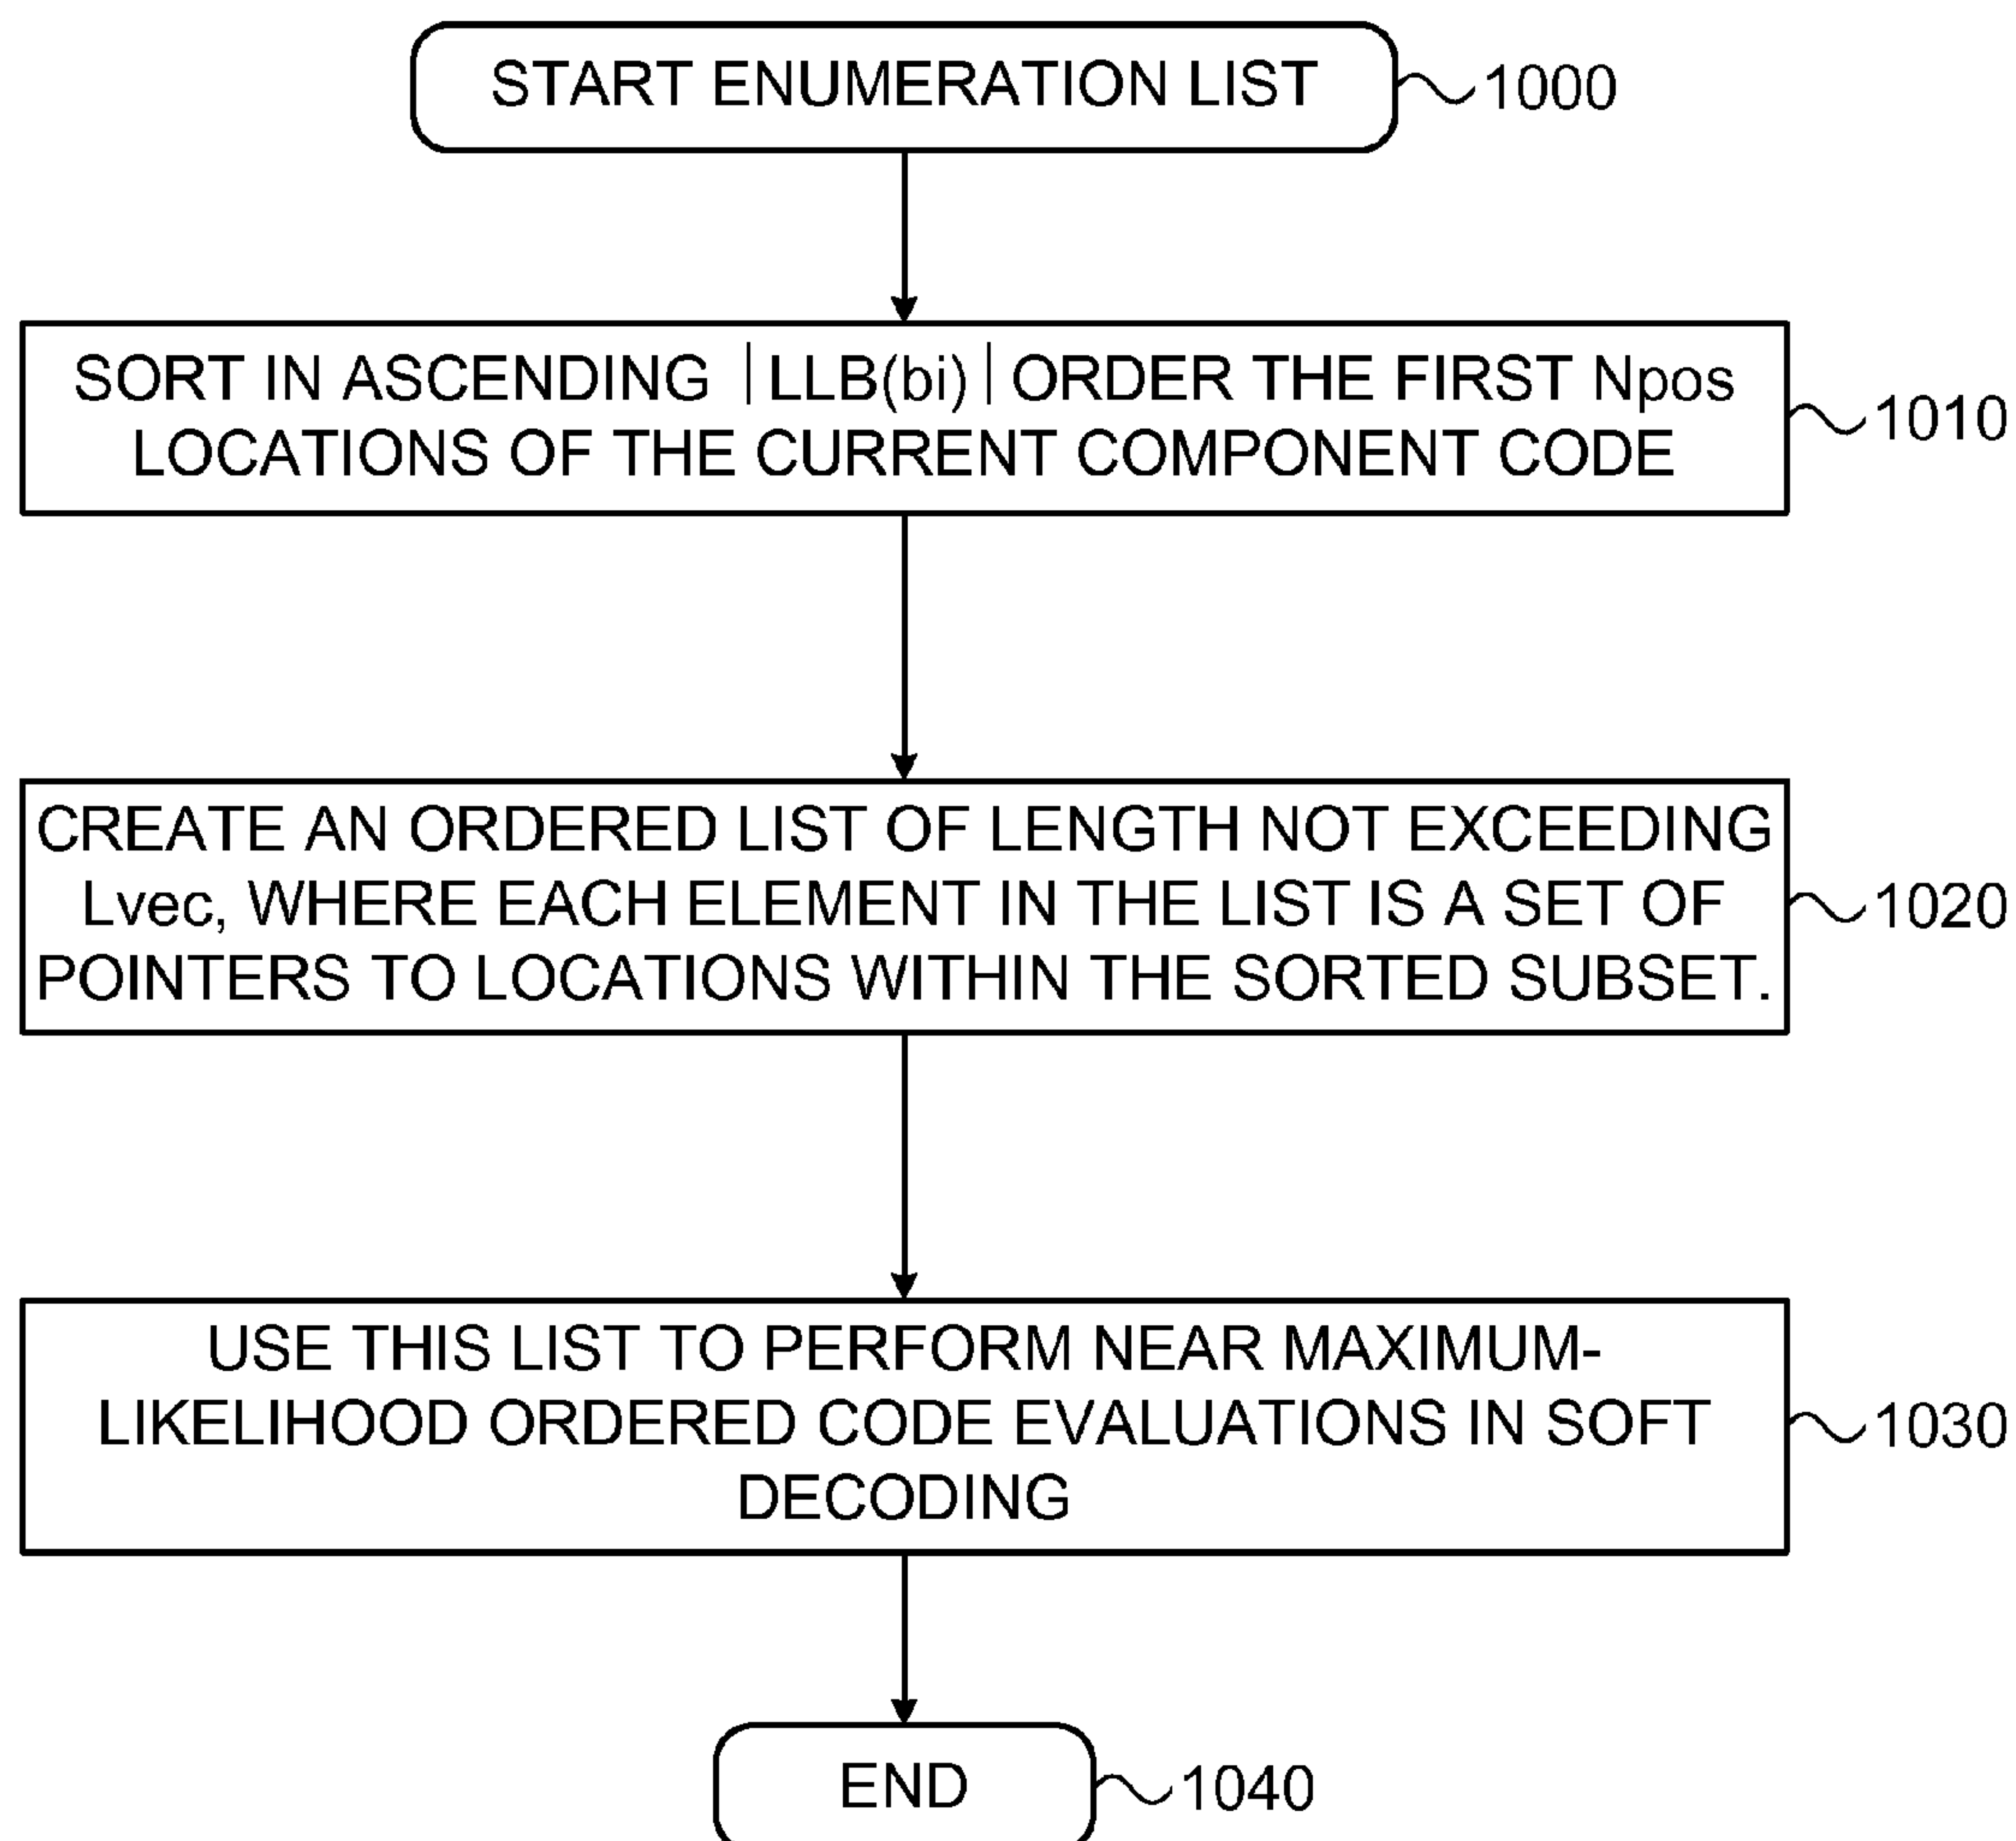 START ENUMERATION LIST
1000
SORT IN ASCENDING |LLB(bi)| ORDER THE FIRST Npos
LOCATIONS OF THE CURRENT COMPONENT CODE
1010
CREATE AN ORDERED LIST OF LENGTH NOT EXCEEDING
Lvec, WHERE EACH ELEMENT IN THE LIST IS A SET OF
POINTERS TO LOCATIONS WITHIN THE SORTED SUBSET.
1020
USE THIS LIST TO PERFORM NEAR MAXIMUM-
LIKELIHOOD ORDERED CODE EVALUATIONS IN SOFT
DECODING
1030
END
1040